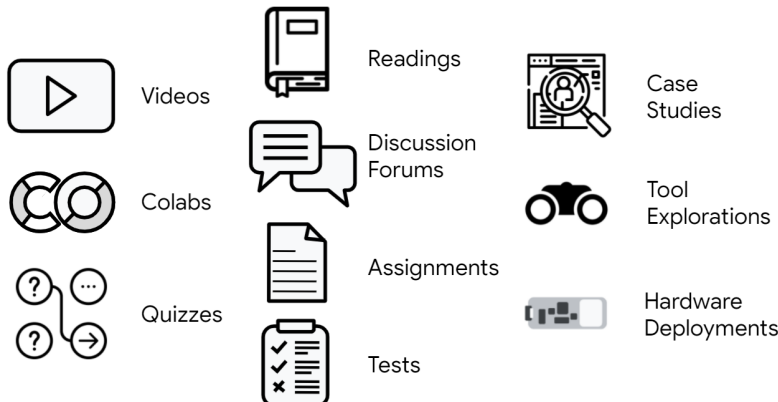 Videos
Colabs
Quizzes
Readings
Discussion
Forums
Assignments
Tests
Case
Studies
Tool
Explorations
Hardware
Deployments